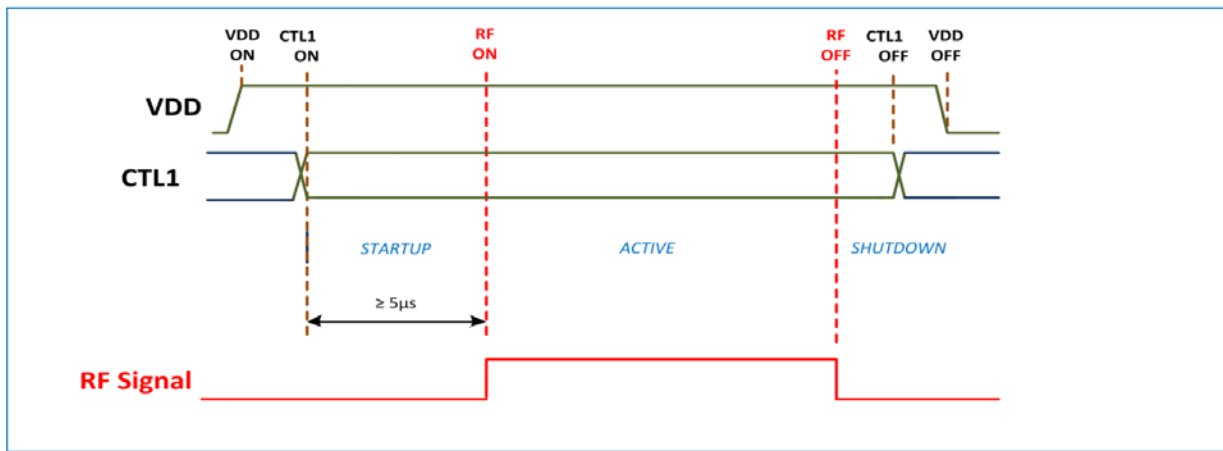 VDD ON
CTL1 ON
RF ON
RF OFF
CTL1 OFF
VDD OFF
VDD
CTL1
STARTUP
ACTIVE
SHUTDOWN
≥ 5µs
RF Signal